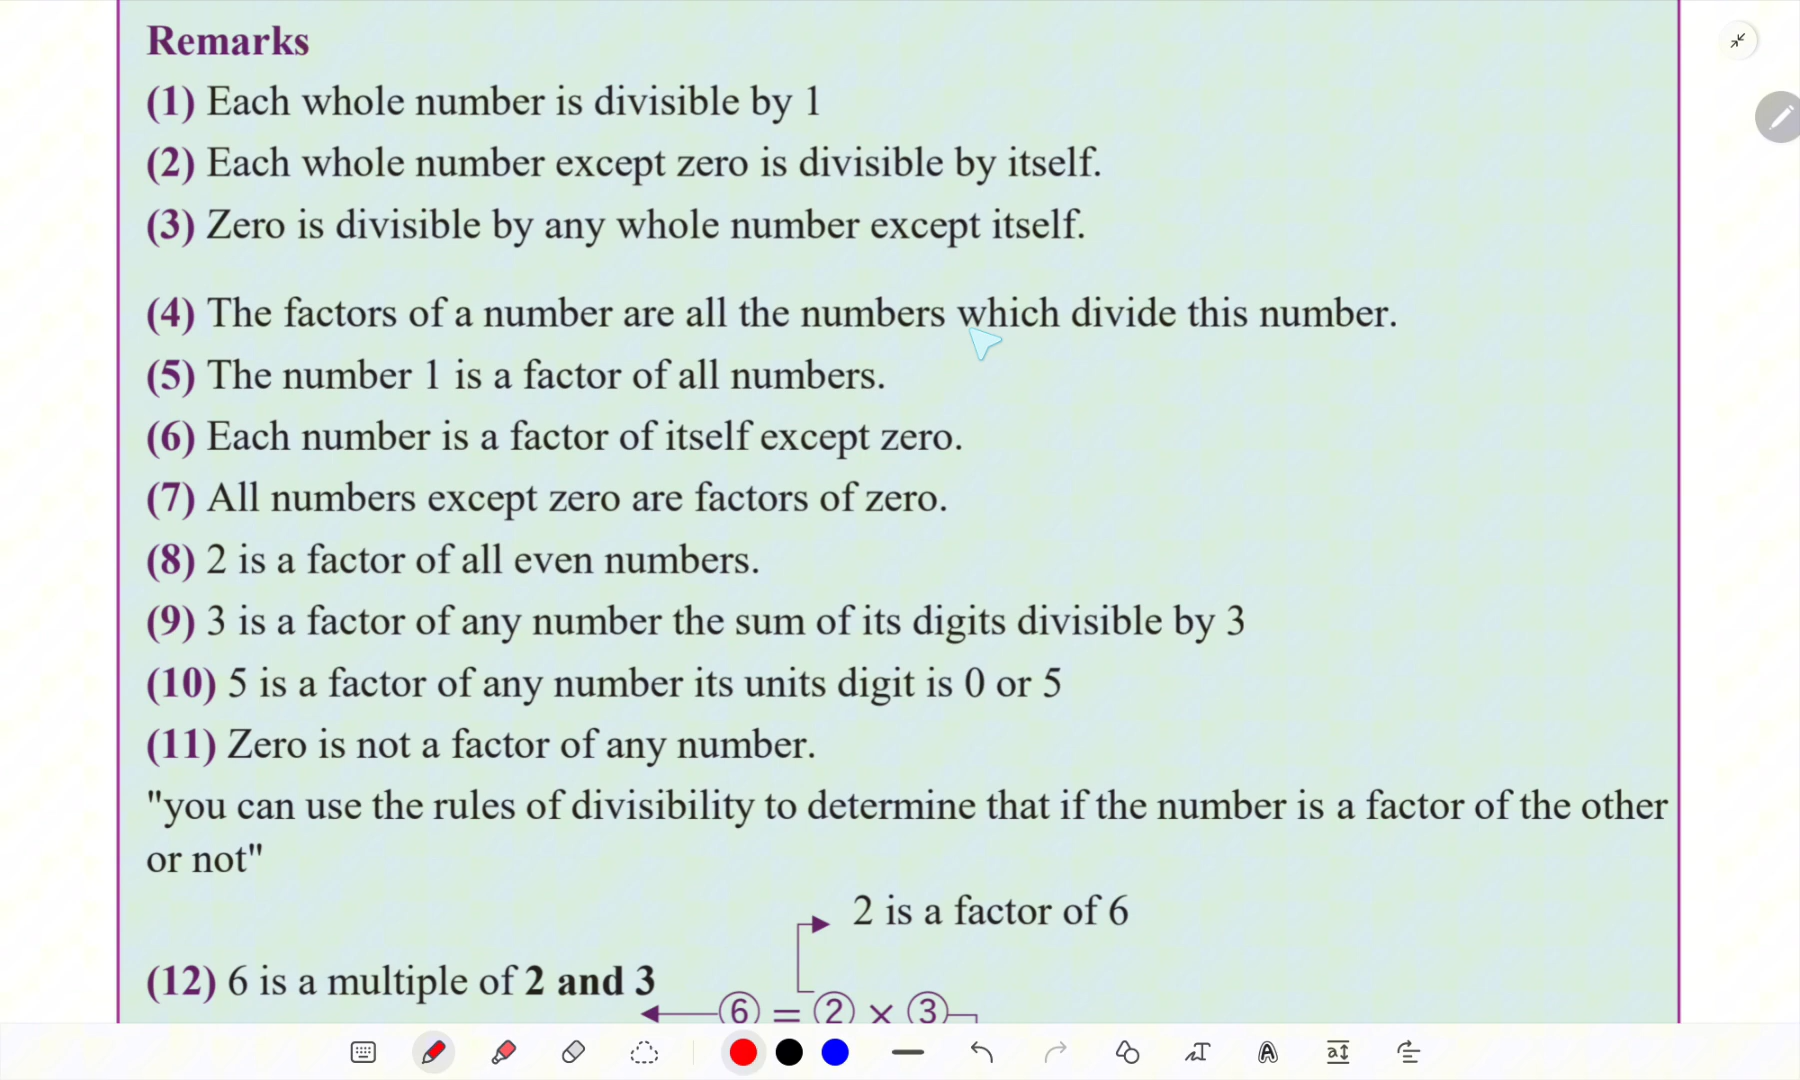 Remarks
(1) Each whole number is divisible by 1
(2) Each whole number except zero is divisible by itself.
(3) Zero is divisible by any whole number except itself.
(4) The factors of a number are all the numbers which divide this number.
(5) The number 1 is a factor of all numbers.
(6) Each number is a factor of itself except zero.
(7) All numbers except zero are factors of zero.
(8) 2 is a factor of all even numbers.
(9) 3 is a factor of any number the sum of its digits divisible by 3
(10) 5 is a factor of any number its units digit is 0 or 5
(11) Zero is not a factor of any number.
"you can use the rules of divisibility to determine that if the number is a factor of the other
or not"
2 is a factor of 6
(12) 6 is a multiple of 2 and 3
6 = 2 × 3